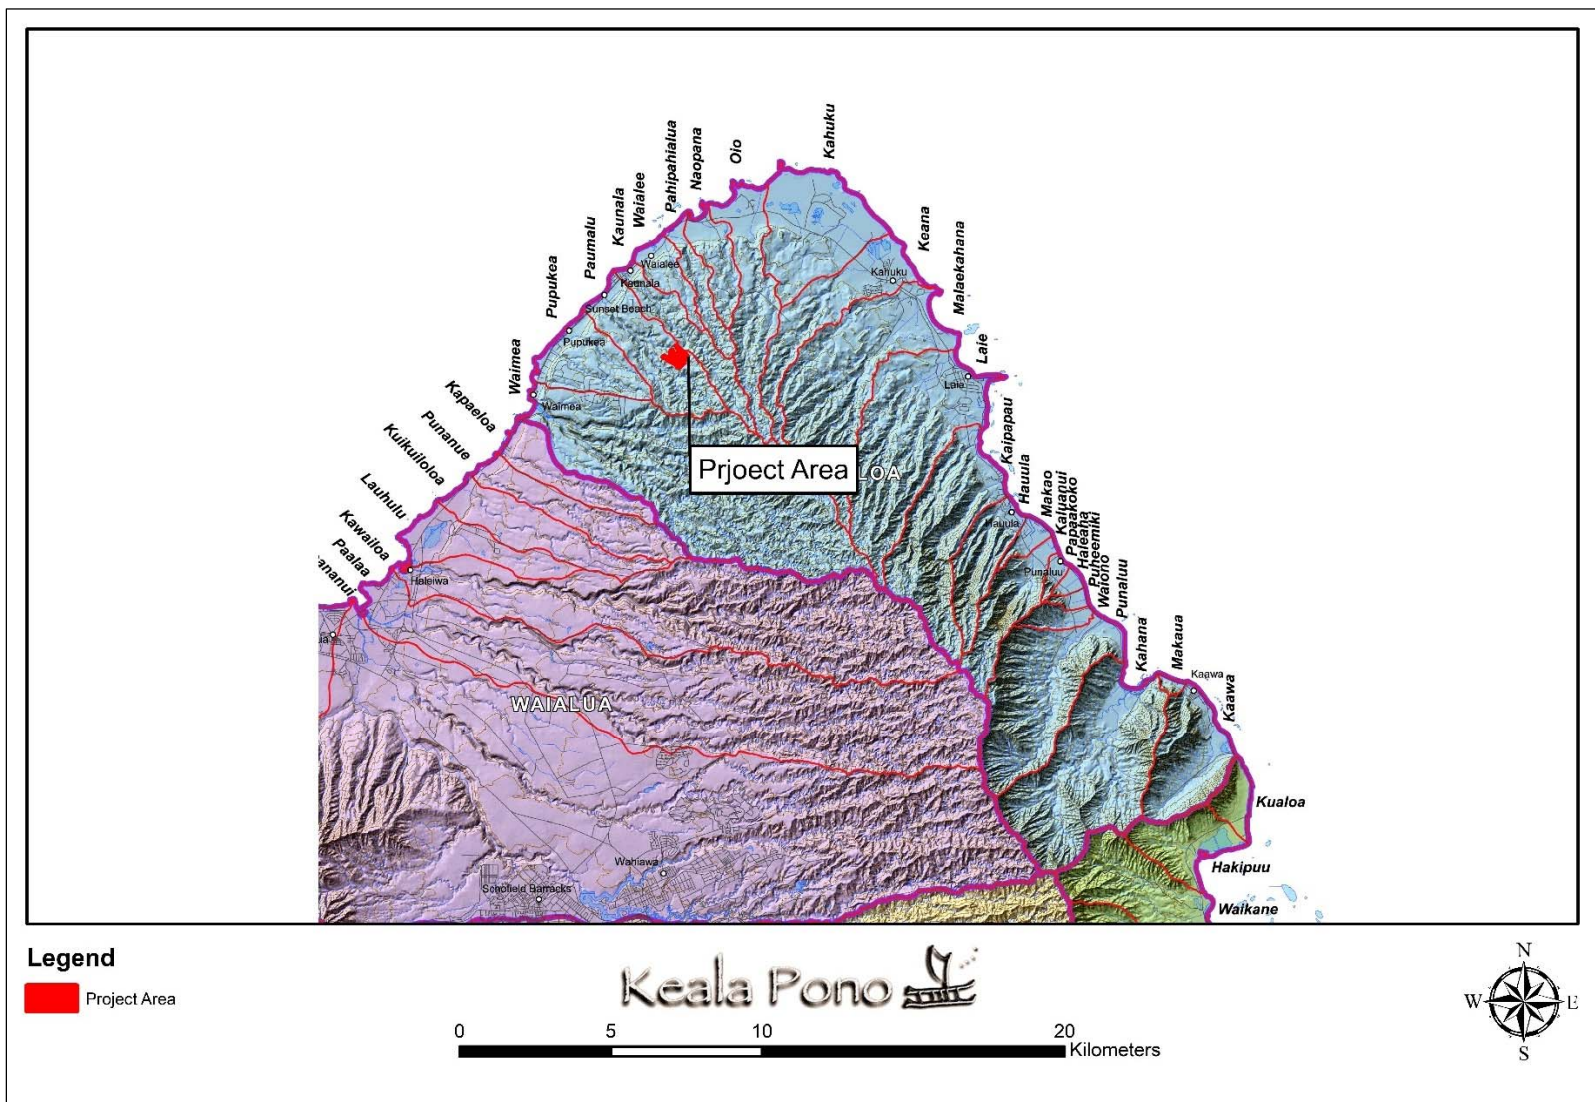 Kahuku
Oio
Naopana
Pahipahialua
Waialee
Kaunala
Paumalu
Pupukea
Waimea
Kapaeloa
Punanue
Kuikuiloloa
Lauhulu
Kawailoa
Paalaa
ananui
Keana
Malaekahana
Laie
Kaipapau
Hauula
Makao
Kaluanui
Papaakoko
Haleaha
Puheemiki
Waiono
Punaluu
Kahana
Makaua
Kaawa
Kualoa
Hakipuu
Waikane
Waialee
Kaunala
Sunset Beach
Pupukea
Waimea
Kahuku
Laie
Hauula
Punaluu
Kaawa
Haleiwa
ua
Wahiawa
Schofield Barracks
Prjoect Area
LOA
WAIALUA
Legend
Project Area
Keala Pono
0 5 10 20
Kilometers
N
W E
S